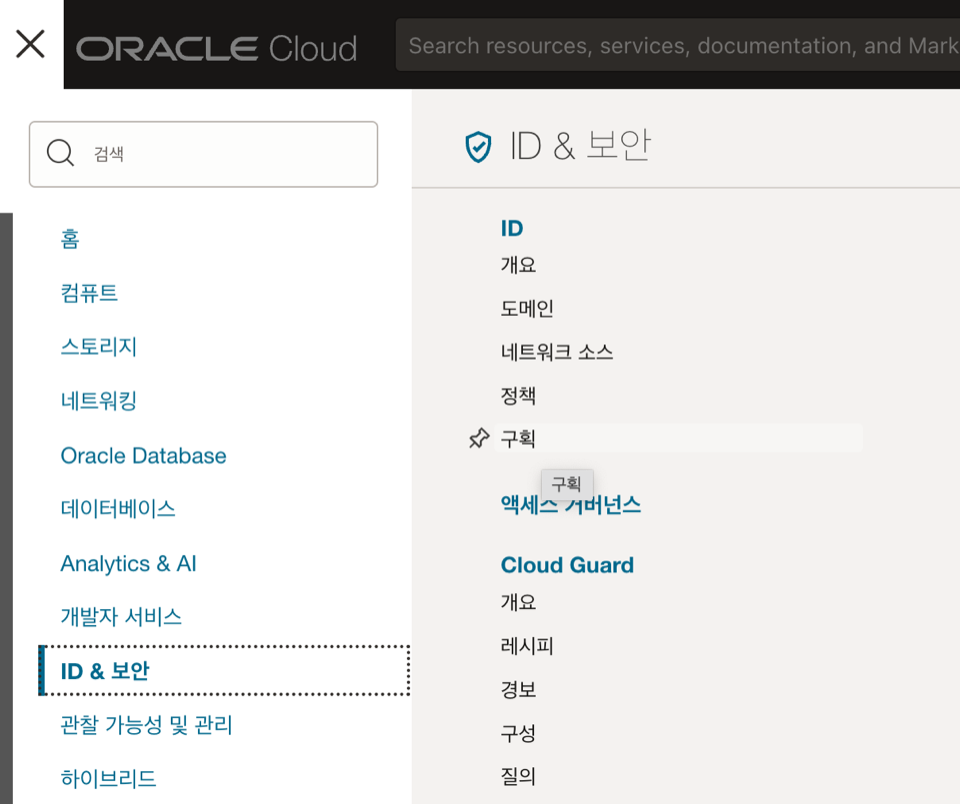 ORACLE Cloud
Search resources, services, documentation, and Mark
검색
홈
컴퓨트
스토리지
네트워킹
Oracle Database
데이터베이스
Analytics & AI
개발자 서비스
ID & 보안
관찰 가능성 및 관리
하이브리드
ID & 보안
ID
개요
도메인
네트워크 소스
정책
구획
구획
액세스 거버넌스
Cloud Guard
개요
레시피
경보
구성
질의